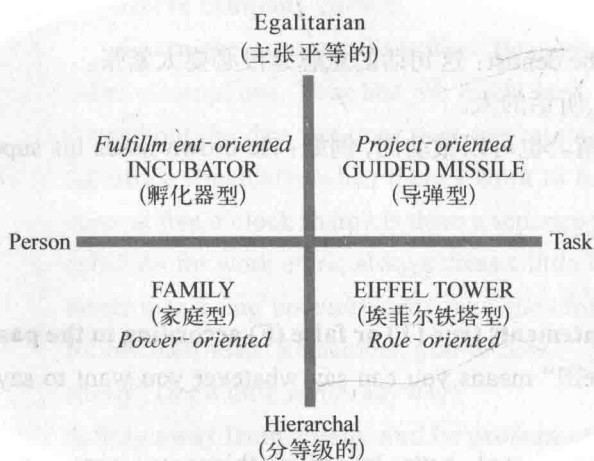 Egalitarian
(主张平等的)
Fulfillm ent-oriented
INCUBATOR
(孵化器型)
Project-oriented
GUIDED MISSILE
(导弹型)
Person
Task
FAMILY
(家庭型)
Power-oriented
EIFFEL TOWER
(埃菲尔铁塔型)
Role-oriented
Hierarchal
(分等级的)